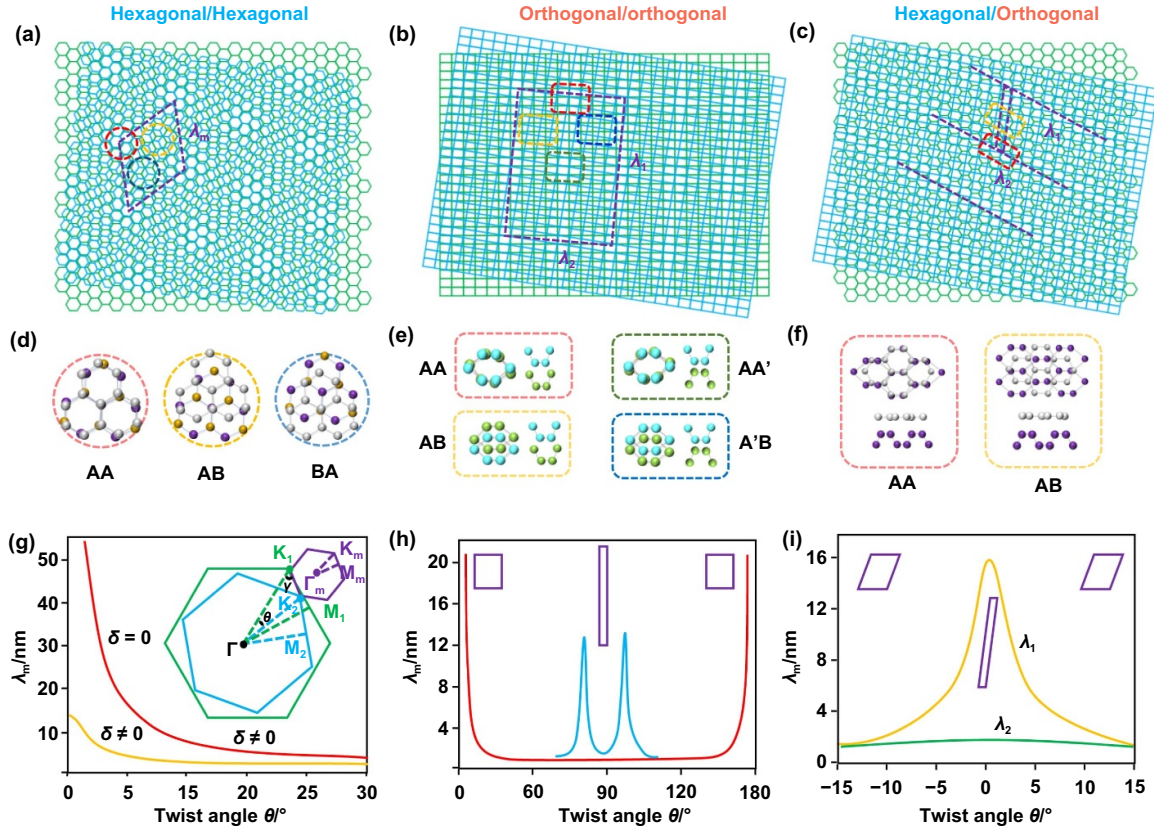 Hexagonal/Hexagonal
Orthogonal/orthogonal
Hexagonal/Orthogonal
(a)
(b)
(c)
λm
λ1
λ2
λ1
λ2
(d)
(e)
(f)
AA
AB
BA
AA
AA'
AB
A'B
AA
AB
(g)
(h)
(i)
λm/nm
50
40
30
20
10
δ = 0
δ ≠ 0
δ ≠ 0
K1
Km
Γm
Mm
γ
K2
θ
M1
Γ
M2
0
5
10
15
20
25
30
Twist angle θ/°
λm/nm
20
16
12
8
4
0
30
60
90
120
150
180
Twist angle θ/°
λm/nm
16
12
8
4
0
λ1
λ2
−15
−10
−5
0
5
10
15
Twist angle θ/°